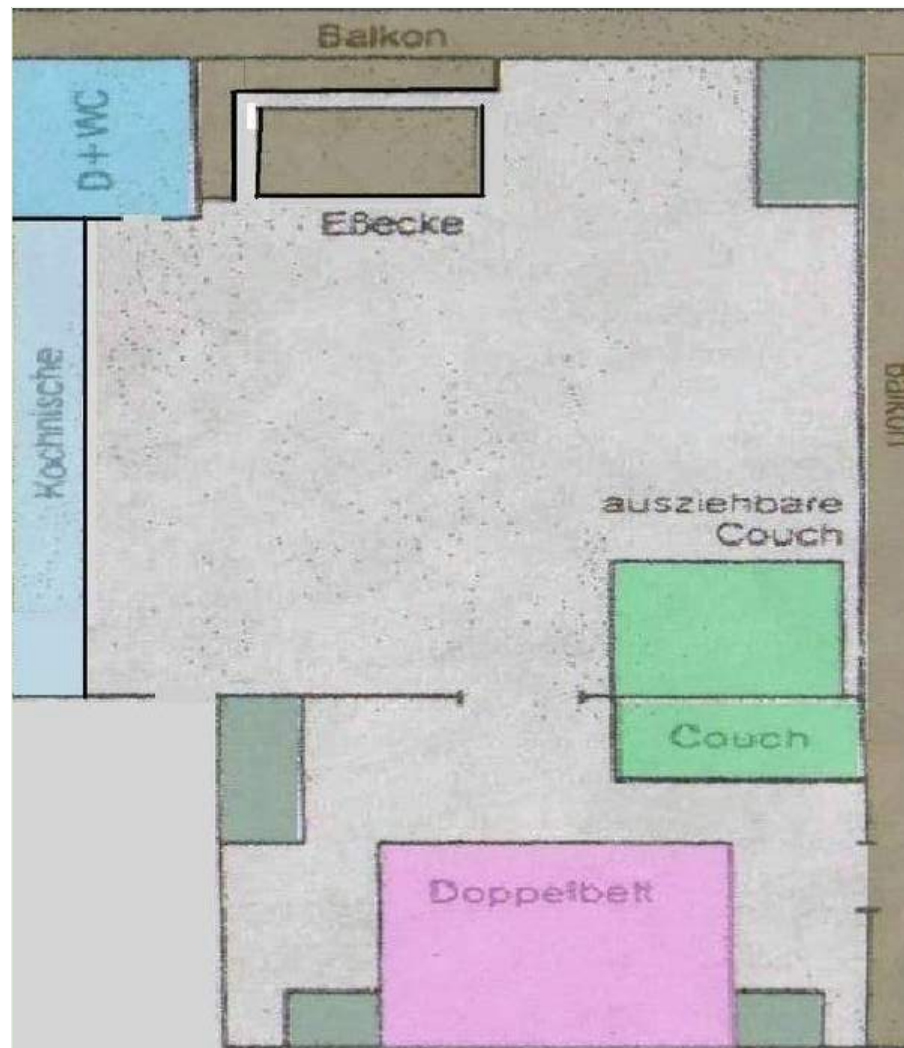 Balkon
D+WC
Eßecke
Kochnische
balkon
ausziehbare
Couch
Couch
Doppelbett